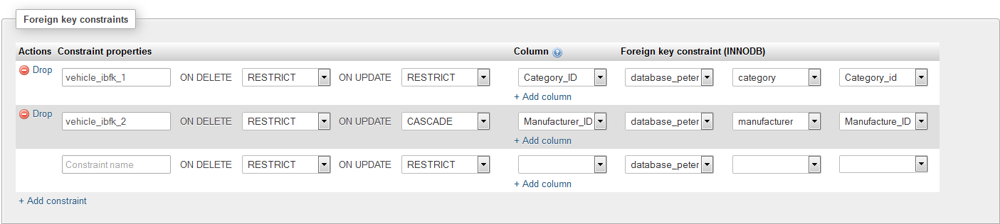 Foreign key constraints
Actions Constraint properties Column Foreign key constraint (INNODB)
Drop vehicle_ibfk_1 ON DELETE RESTRICT ON UPDATE RESTRICT Category_ID database_peter category Category_id
+ Add column
Drop vehicle_ibfk_2 ON DELETE RESTRICT ON UPDATE CASCADE Manufacturer_ID database_peter manufacturer Manufacture_ID
+ Add column
Constraint name ON DELETE RESTRICT ON UPDATE RESTRICT database_peter
+ Add column
+ Add constraint